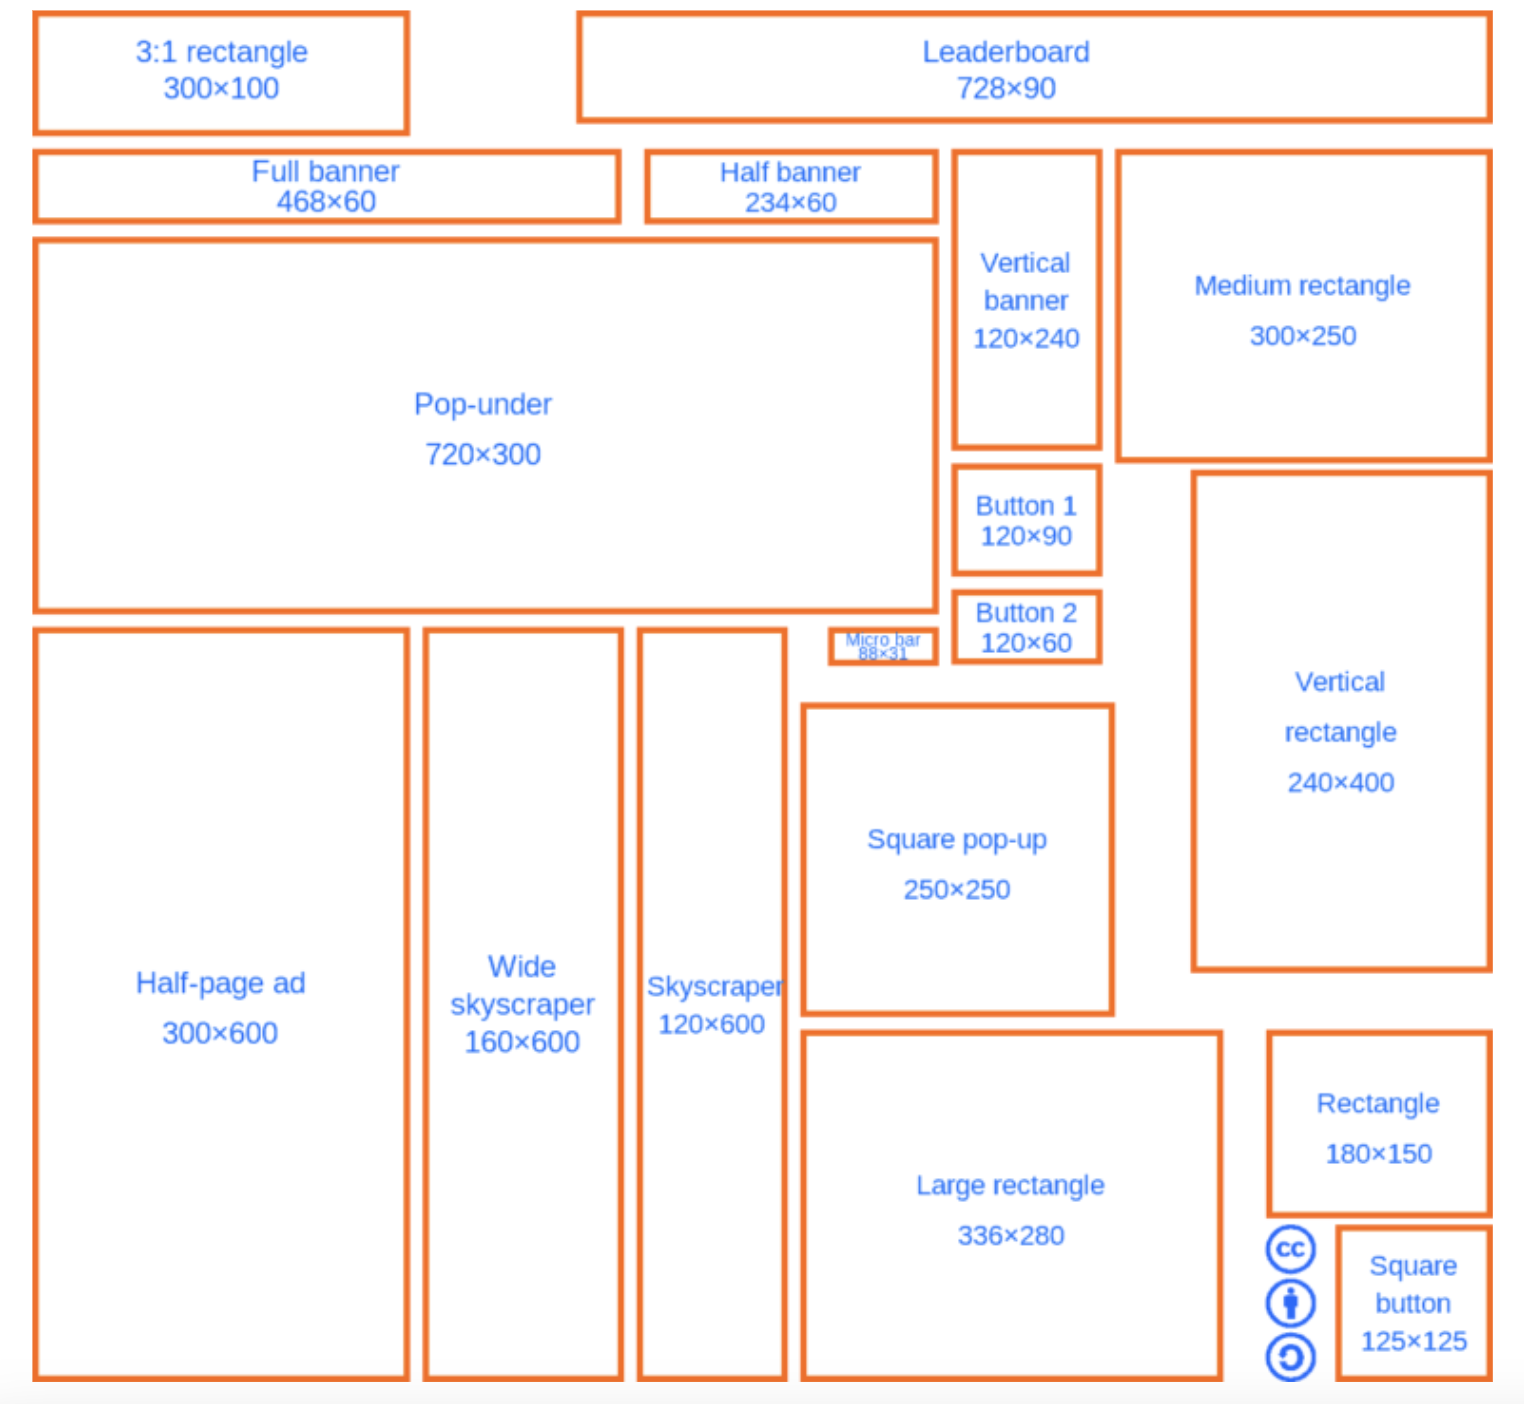 3:1 rectangle
300×100
Leaderboard
728×90
Full banner
468×60
Half banner
234×60
Vertical
banner
120×240
Medium rectangle
300×250
Pop-under
720×300
Button 1
120×90
Button 2
120×60
Micro bar
88×31
Vertical
rectangle
240×400
Square pop-up
250×250
Half-page ad
300×600
Wide
skyscraper
160×600
Skyscraper
120×600
Large rectangle
336×280
Rectangle
180×150
cc
Square
button
125×125